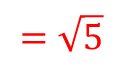 = √5